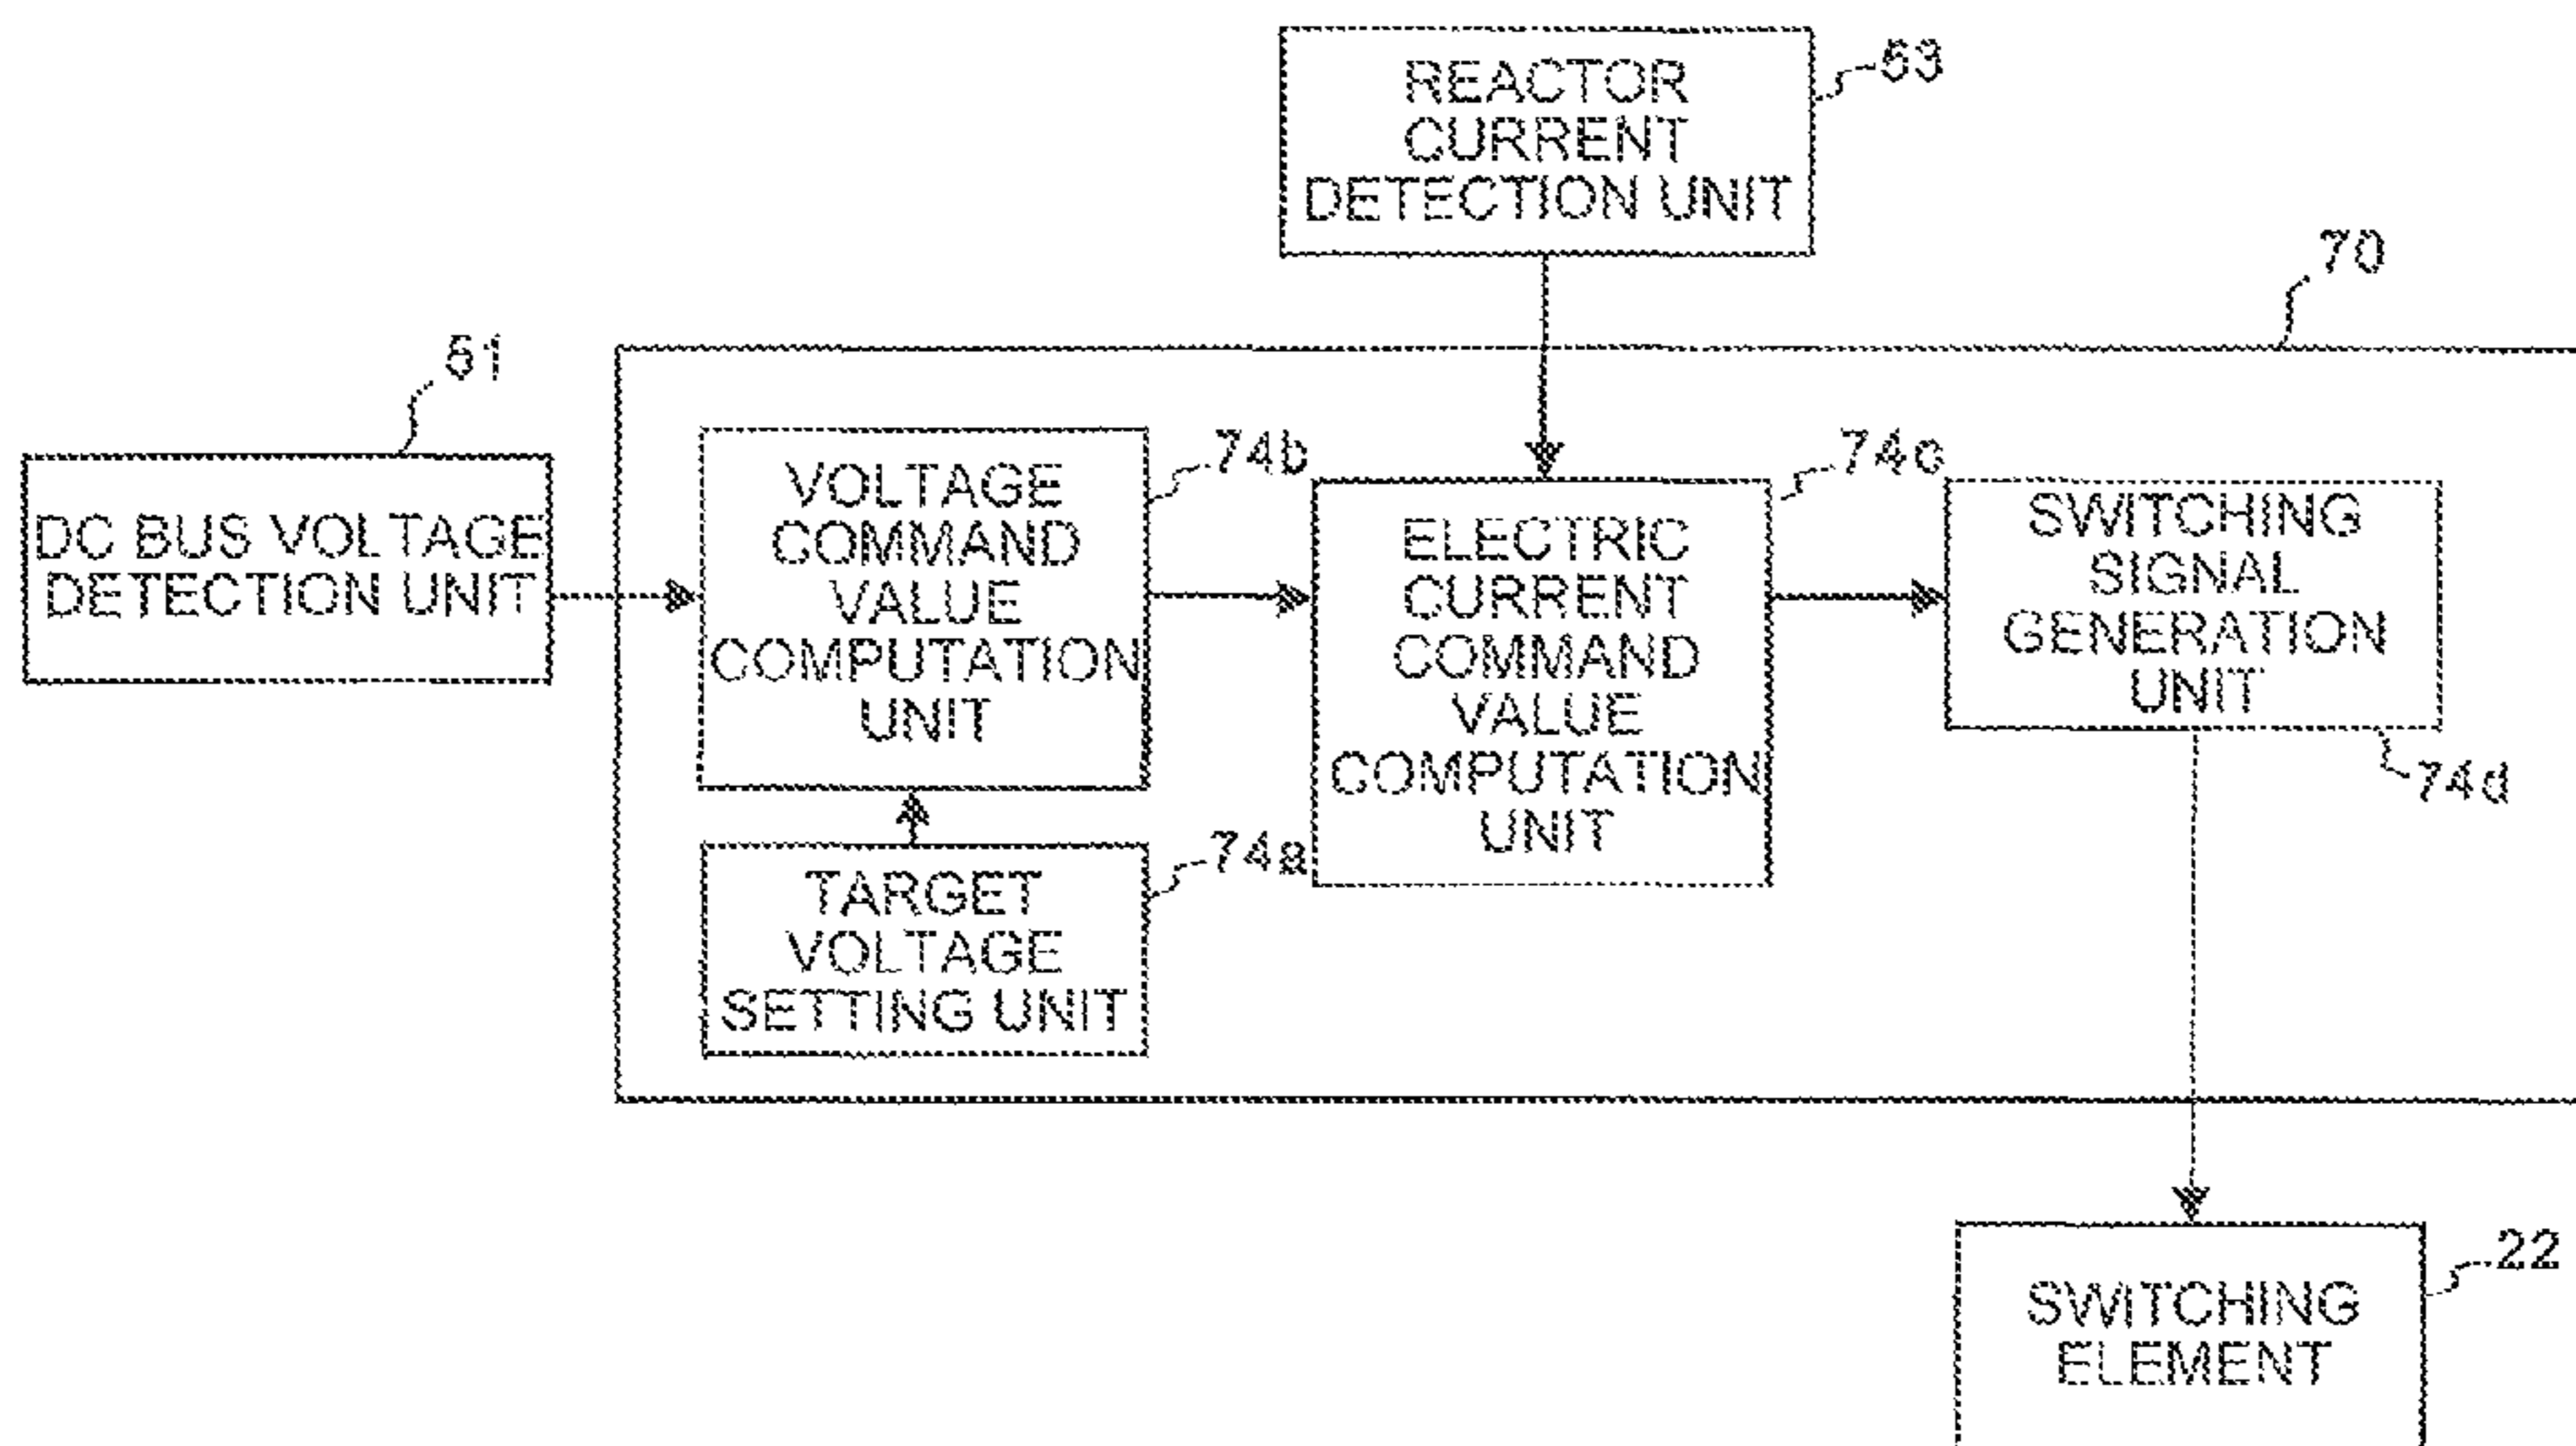 REACTOR
CURRENT
DETECTION UNIT
53
70
51
DC BUS VOLTAGE
DETECTION UNIT
VOLTAGE
COMMAND
VALUE
COMPUTATION
UNIT
74b
ELECTRIC
CURRENT
COMMAND
VALUE
COMPUTATION
UNIT
74c
SWITCHING
SIGNAL
GENERATION
UNIT
74d
TARGET
VOLTAGE
SETTING UNIT
74a
SWITCHING
ELEMENT
22